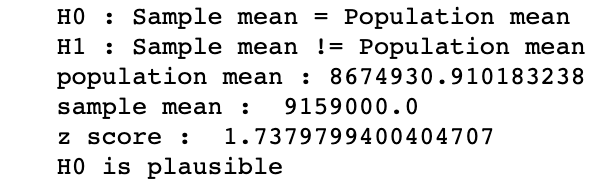 H0 : Sample mean = Population mean
H1 : Sample mean != Population mean
population mean : 8674930.910183238
sample mean :  9159000.0
z score :  1.7379799400404707
H0 is plausible